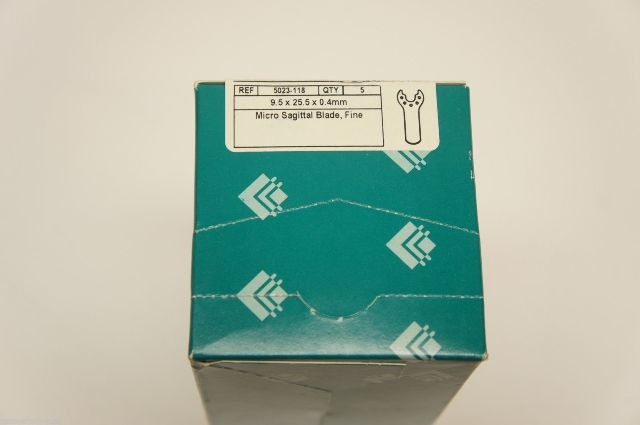 REF 5023-118 QTY 5
9.5 x 25.5 x 0.4mm
Micro Sagittal Blade, Fine